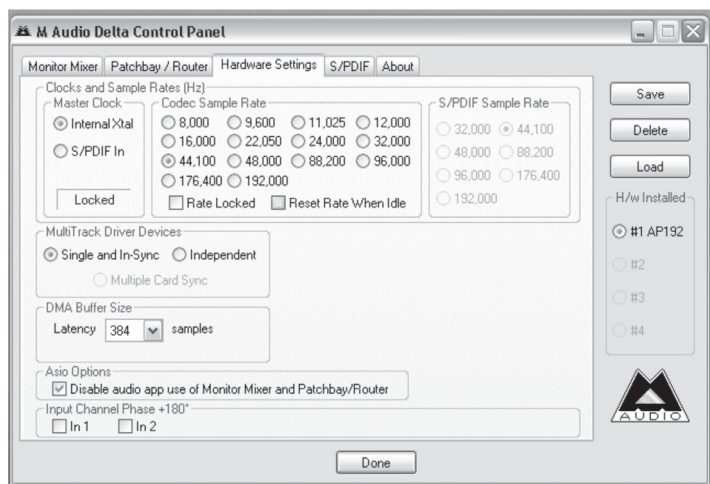 M Audio Delta Control Panel
Monitor Mixer Patchbay / Router Hardware Settings S/PDIF About
Clocks and Sample Rates (Hz)
Master Clock
Internal Xtal
S/PDIF In
Locked
Codec Sample Rate
8,000 9,600 11,025 12,000
16,000 22,050 24,000 32,000
44,100 48,000 88,200 96,000
176,400 192,000
Rate Locked Reset Rate When Idle
S/PDIF Sample Rate
32,000 44,100
48,000 88,200
96,000 176,400
192,000
MultiTrack Driver Devices
Single and In-Sync Independent
Multiple Card Sync
DMA Buffer Size
Latency 384 samples
Asio Options
Disable audio app use of Monitor Mixer and Patchbay/Router
Input Channel Phase +180°
In 1 In 2
Save
Delete
Load
H/w Installed
#1 AP192
#2
#3
#4
AUDIO
Done